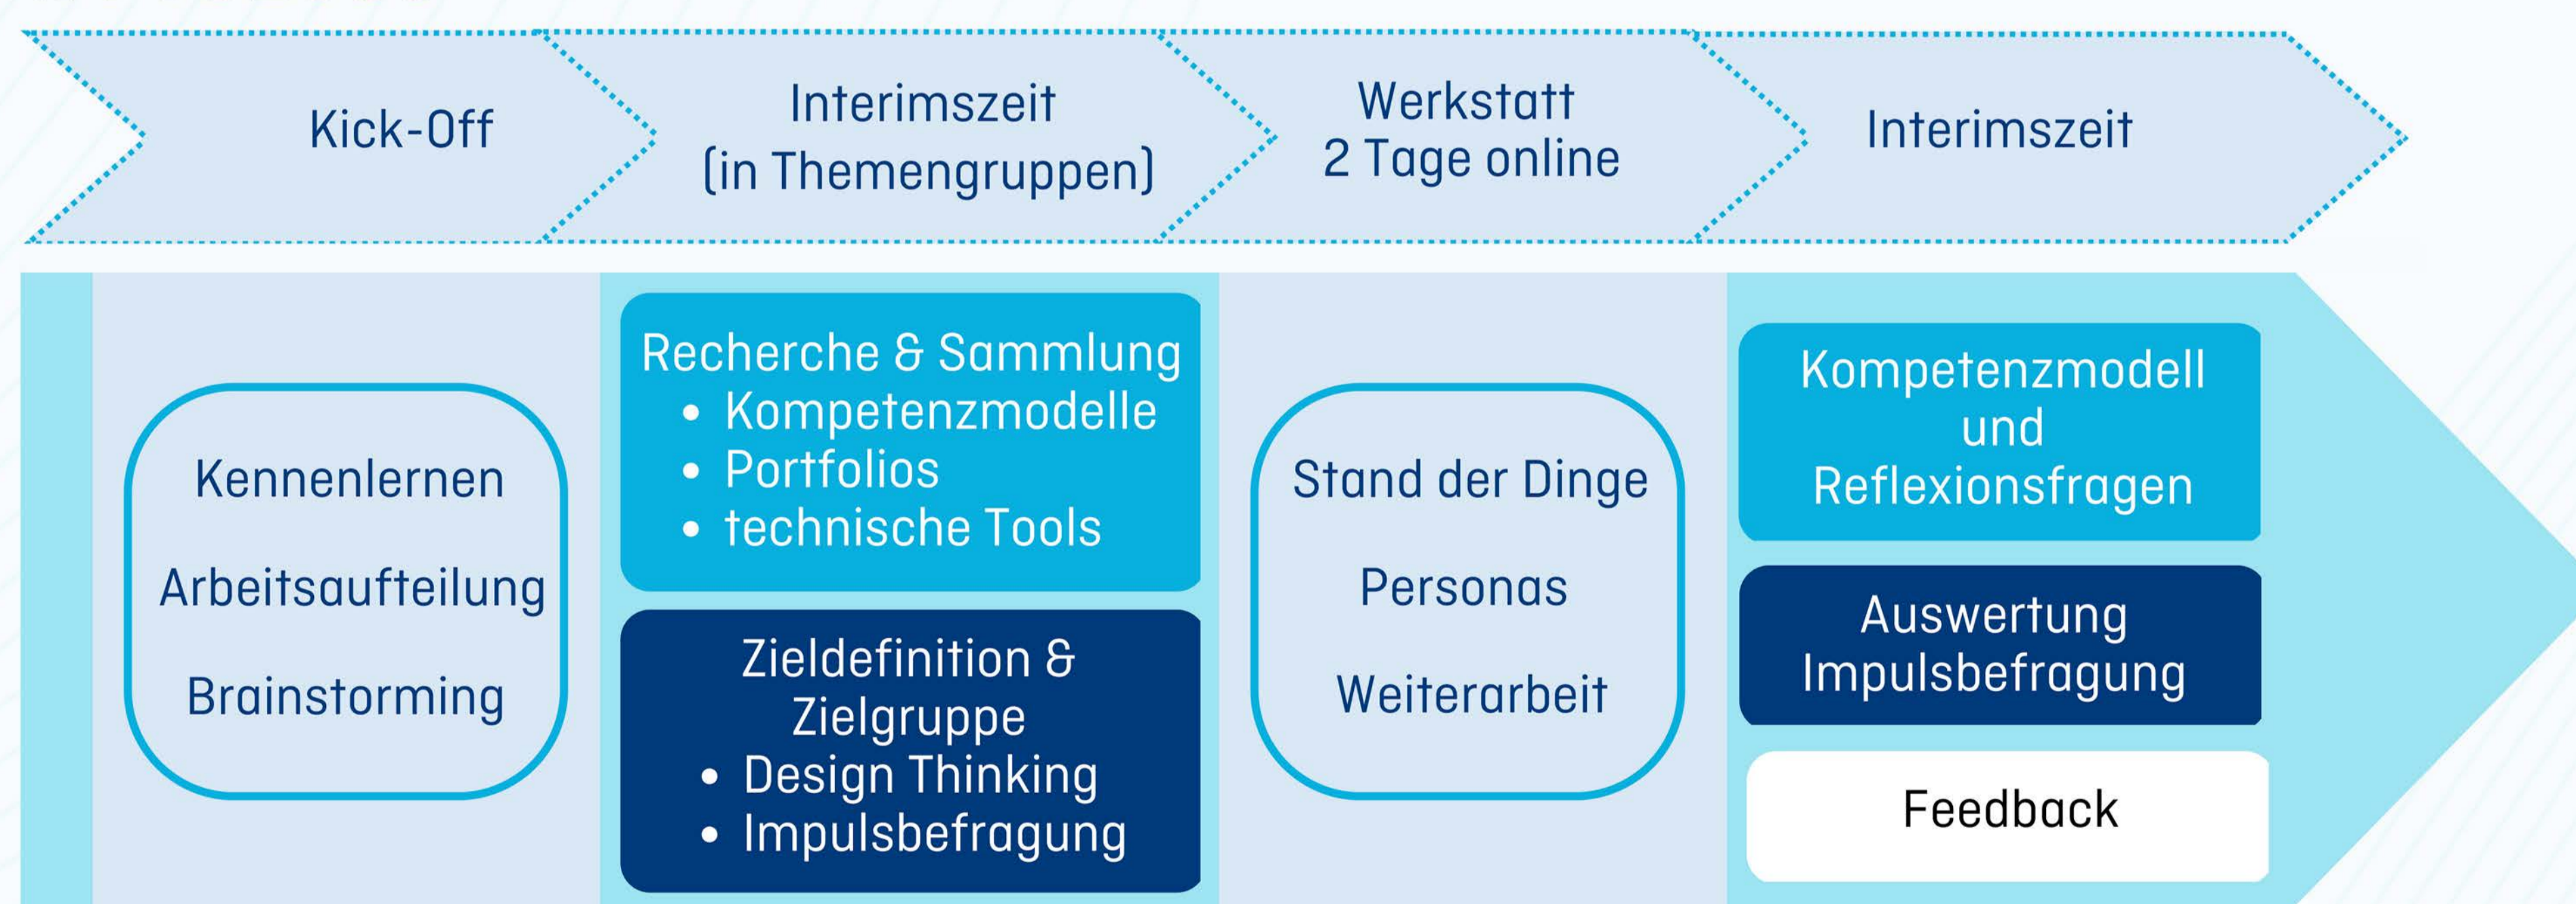 Kick-Off
Interimszeit
(in Themengruppen)
Werkstatt
2 Tage online
Interimszeit
Kennenlernen
Arbeitsaufteilung
Brainstorming
Recherche & Sammlung
• Kompetenzmodelle
• Portfolios
• technische Tools
Zieldefinition &
Zielgruppe
• Design Thinking
• Impulsbefragung
Stand der Dinge
Personas
Weiterarbeit
Kompetenzmodell
und
Reflexionsfragen
Auswertung
Impulsbefragung
Feedback